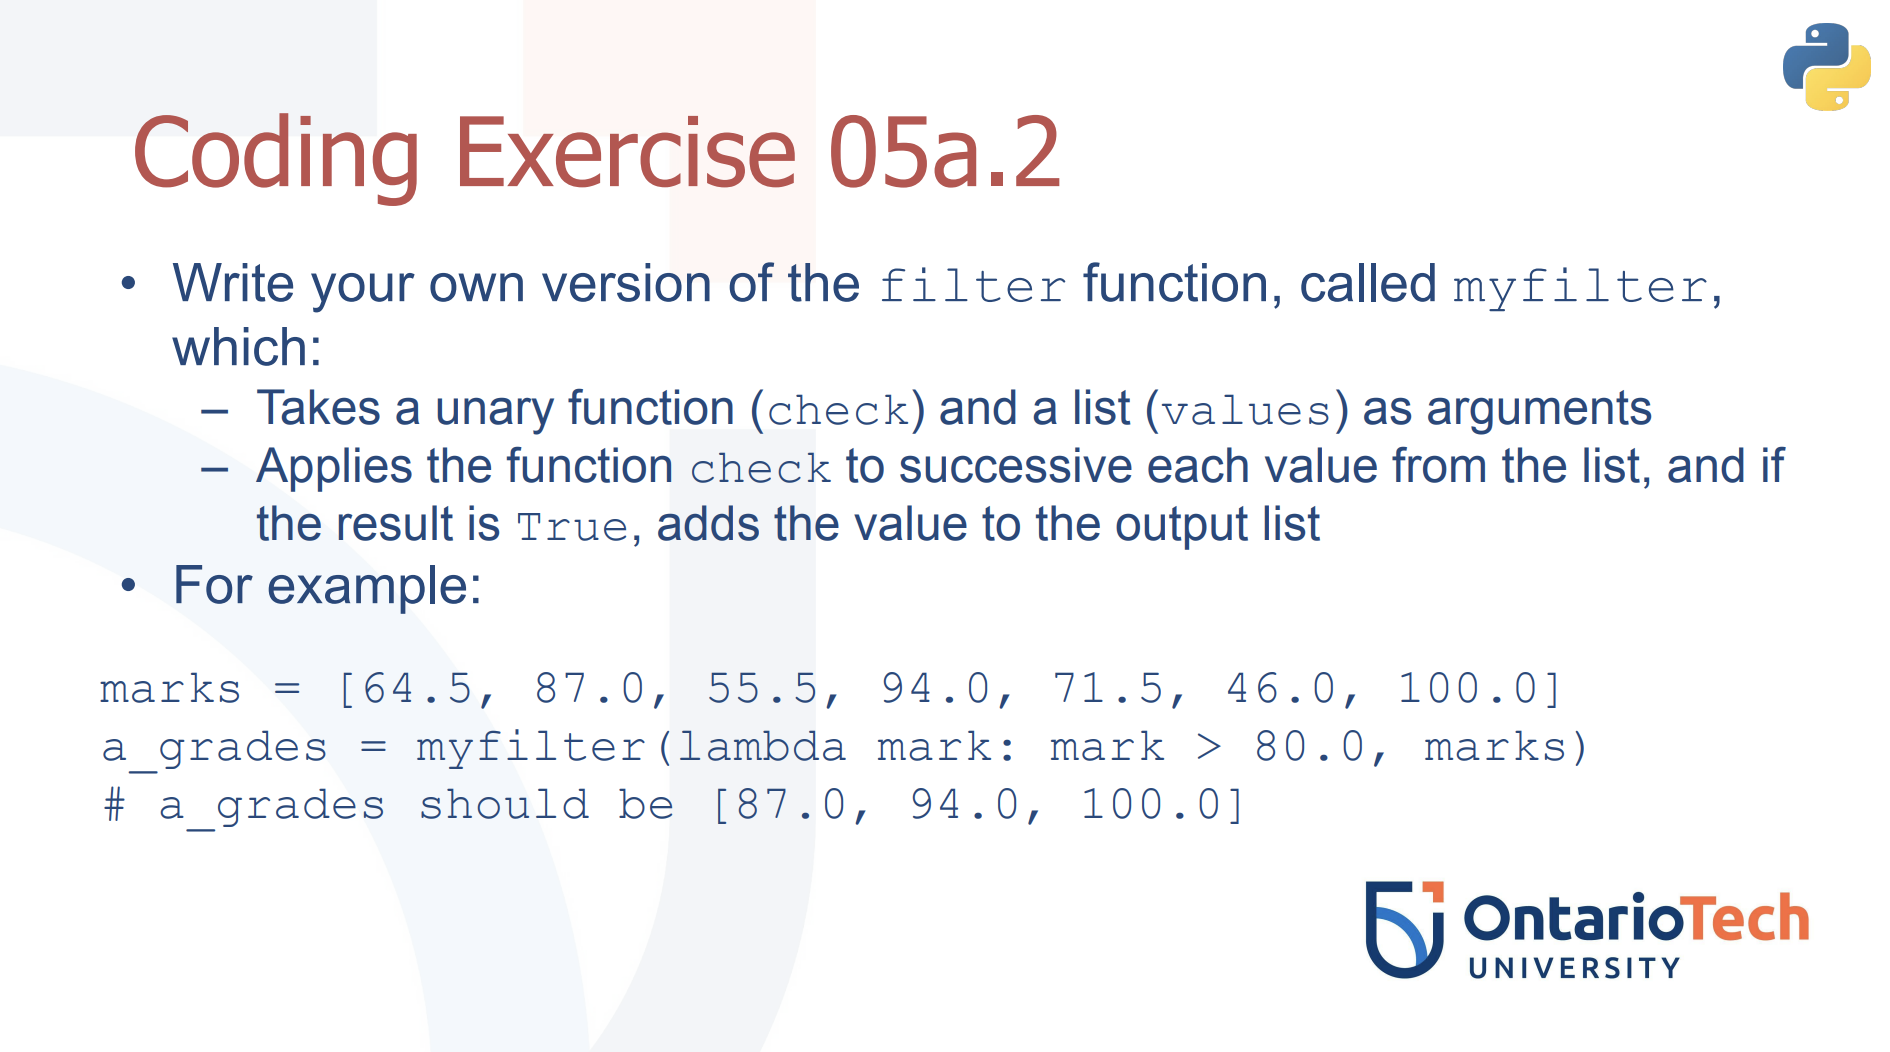 Coding Exercise 05a.2
• Write your own version of the filter function, called myfilter,
which:
– Takes a unary function (check) and a list (values) as arguments
– Applies the function check to successive each value from the list, and if
the result is True, adds the value to the output list
• For example:
marks = [64.5, 87.0, 55.5, 94.0, 71.5, 46.0, 100.0]
a_grades = myfilter(lambda mark: mark > 80.0, marks)
# a_grades should be [87.0, 94.0, 100.0]
OntarioTech
UNIVERSITY